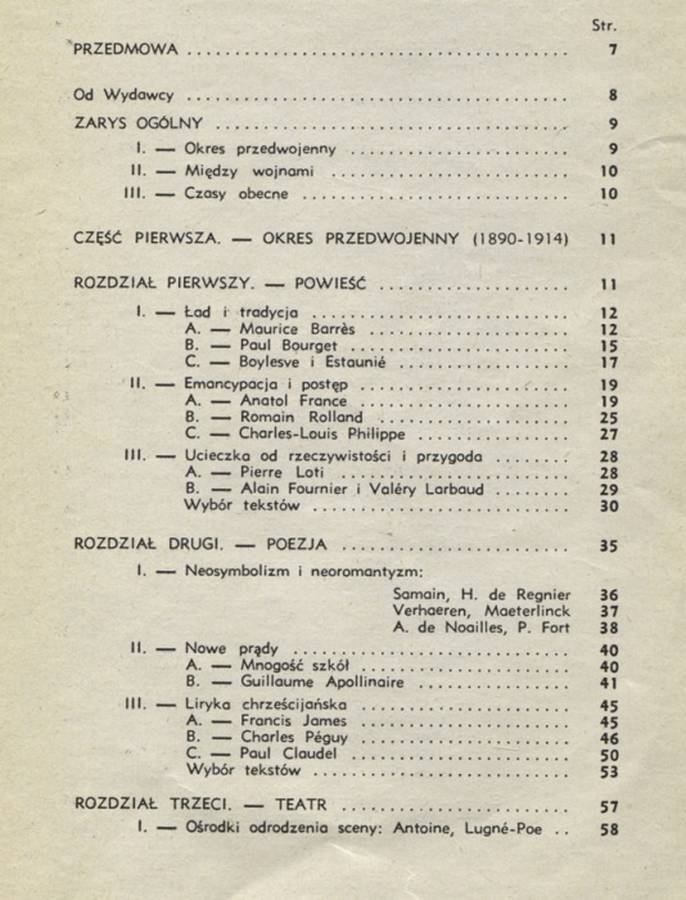 Str.
PRZEDMOWA ........................................ 7
Od Wydawcy ........................................ 8
ZARYS OGÓLNY ..................................... 9
I. — Okres przedwojenny ........................ 9
II. — Między wojnami .......................... 10
III. — Czasy obecne ............................ 10
CZĘŚĆ PIERWSZA. — OKRES PRZEDWOJENNY (1890-1914) 11
ROZDZIAŁ PIERWSZY. — POWIEŚĆ .................... 11
I. — Ład i tradycja ............................ 12
A. — Maurice Barrès ...................... 12
B. — Paul Bourget ........................ 15
C. — Boylesve i Estaunié .................. 17
II. — Emancypacja i postęp ...................... 19
A. — Anatol France ........................ 19
B. — Romain Rolland ...................... 25
C. — Charles-Louis Philippe ................ 27
III. — Ucieczka od rzeczywistości i przygoda ........ 28
A. — Pierre Loti .......................... 28
B. — Alain Fournier i Valéry Larbaud ........ 29
Wybór tekstów ............................ 30
ROZDZIAŁ DRUGI. — POEZJA ........................ 35
I. — Neosymbolizm i neoromantyzm:
Samain, H. de Regnier 36
Verhaeren, Maeterlinck 37
A. de Noailles, P. Fort 38
II. — Nowe prądy .............................. 40
A. — Mnogość szkół ........................ 40
B. — Guillaume Apollinaire ................ 41
III. — Liryka chrześcijańska ...................... 45
A. — Francis James ........................ 45
B. — Charles Péguy ........................ 46
C. — Paul Claudel ........................ 50
Wybór tekstów ............................ 53
ROZDZIAŁ TRZECI. — TEATR ........................ 57
I. — Ośrodki odrodzenia sceny: Antoine, Lugné-Poe .. 58